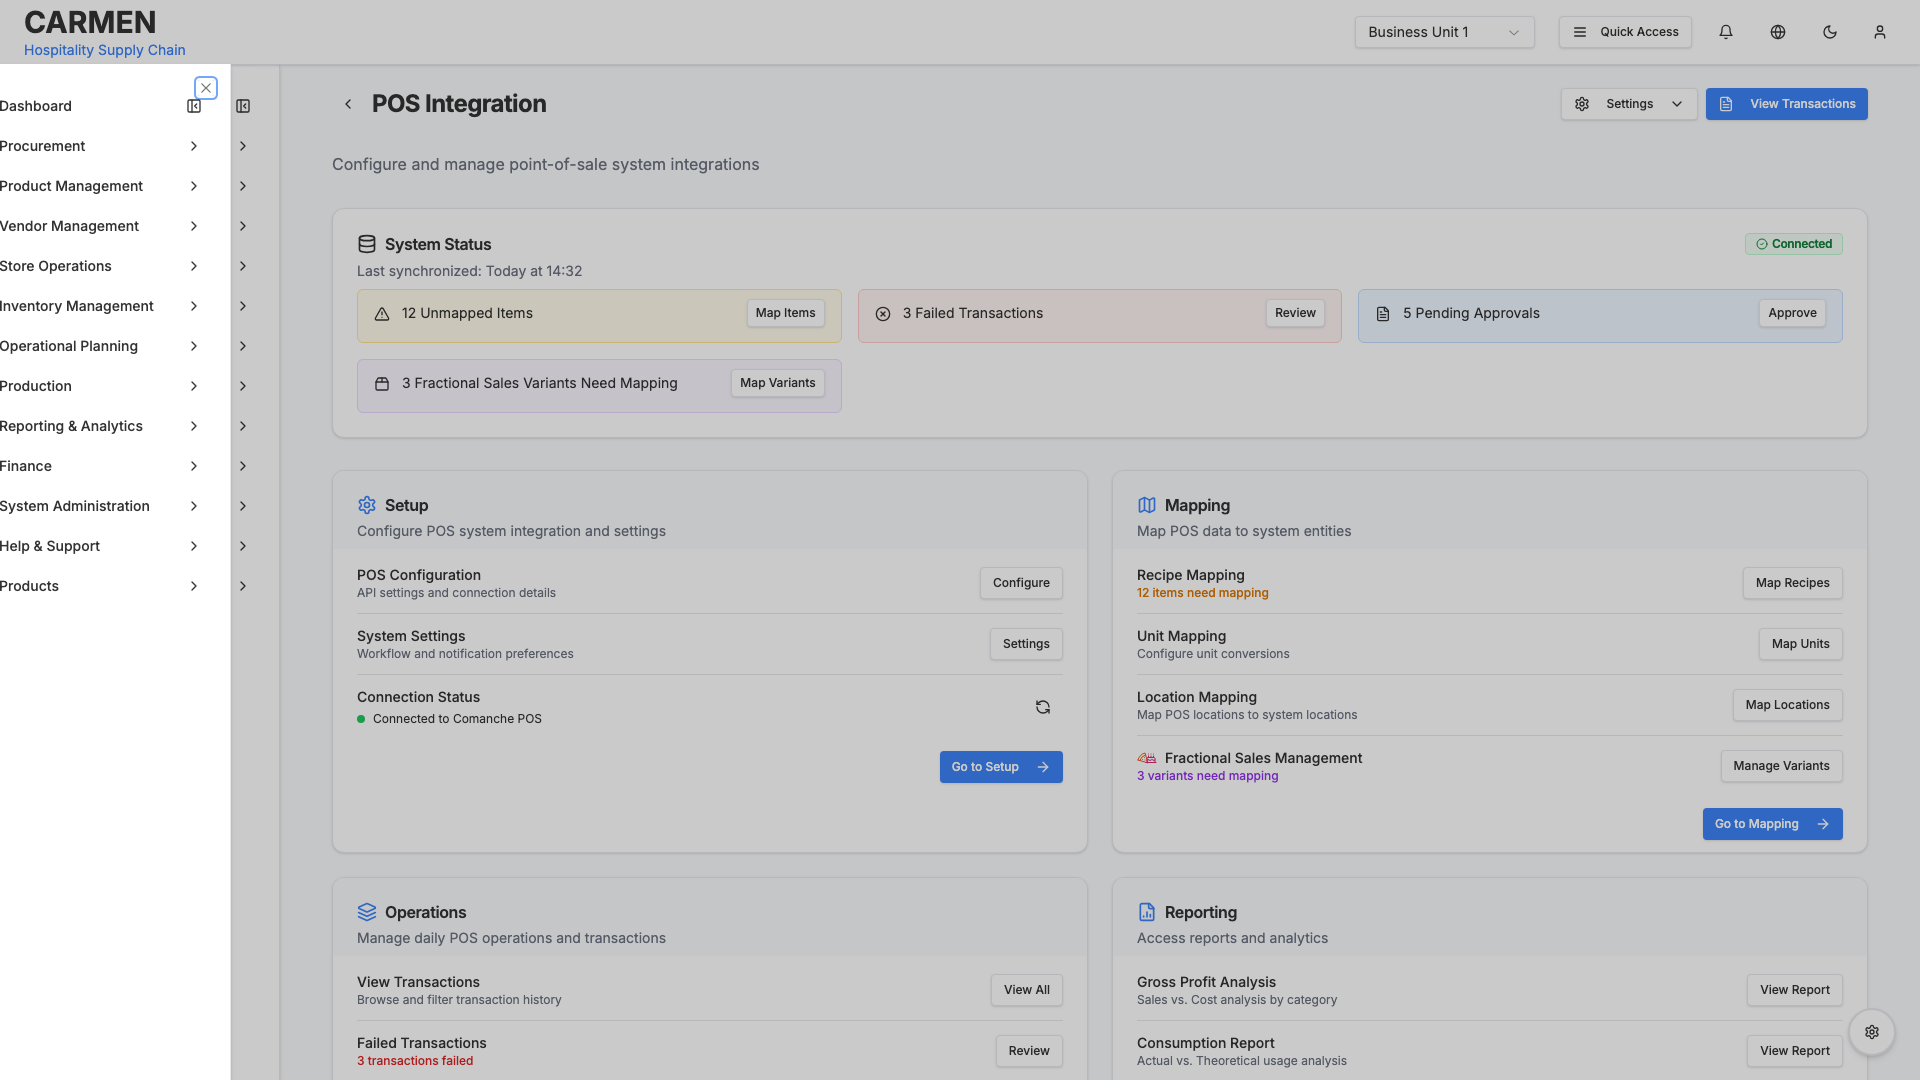 CARMEN
Hospitality Supply Chain
Business Unit 1
Quick Access
Dashboard
Procurement
Product Management
Vendor Management
Store Operations
Inventory Management
Operational Planning
Production
Reporting & Analytics
Finance
System Administration
Help & Support
Products
POS Integration
Settings
View Transactions
Configure and manage point-of-sale system integrations
System Status
Connected
Last synchronized: Today at 14:32
12 Unmapped Items
Map Items
3 Failed Transactions
Review
5 Pending Approvals
Approve
3 Fractional Sales Variants Need Mapping
Map Variants
Setup
Configure POS system integration and settings
POS Configuration
API settings and connection details
Configure
System Settings
Workflow and notification preferences
Settings
Connection Status
Connected to Comanche POS
Go to Setup
Mapping
Map POS data to system entities
Recipe Mapping
12 items need mapping
Map Recipes
Unit Mapping
Configure unit conversions
Map Units
Location Mapping
Map POS locations to system locations
Map Locations
Fractional Sales Management
3 variants need mapping
Manage Variants
Go to Mapping
Operations
Manage daily POS operations and transactions
View Transactions
Browse and filter transaction history
View All
Failed Transactions
3 transactions failed
Review
Reporting
Access reports and analytics
Gross Profit Analysis
Sales vs. Cost analysis by category
View Report
Consumption Report
Actual vs. Theoretical usage analysis
View Report